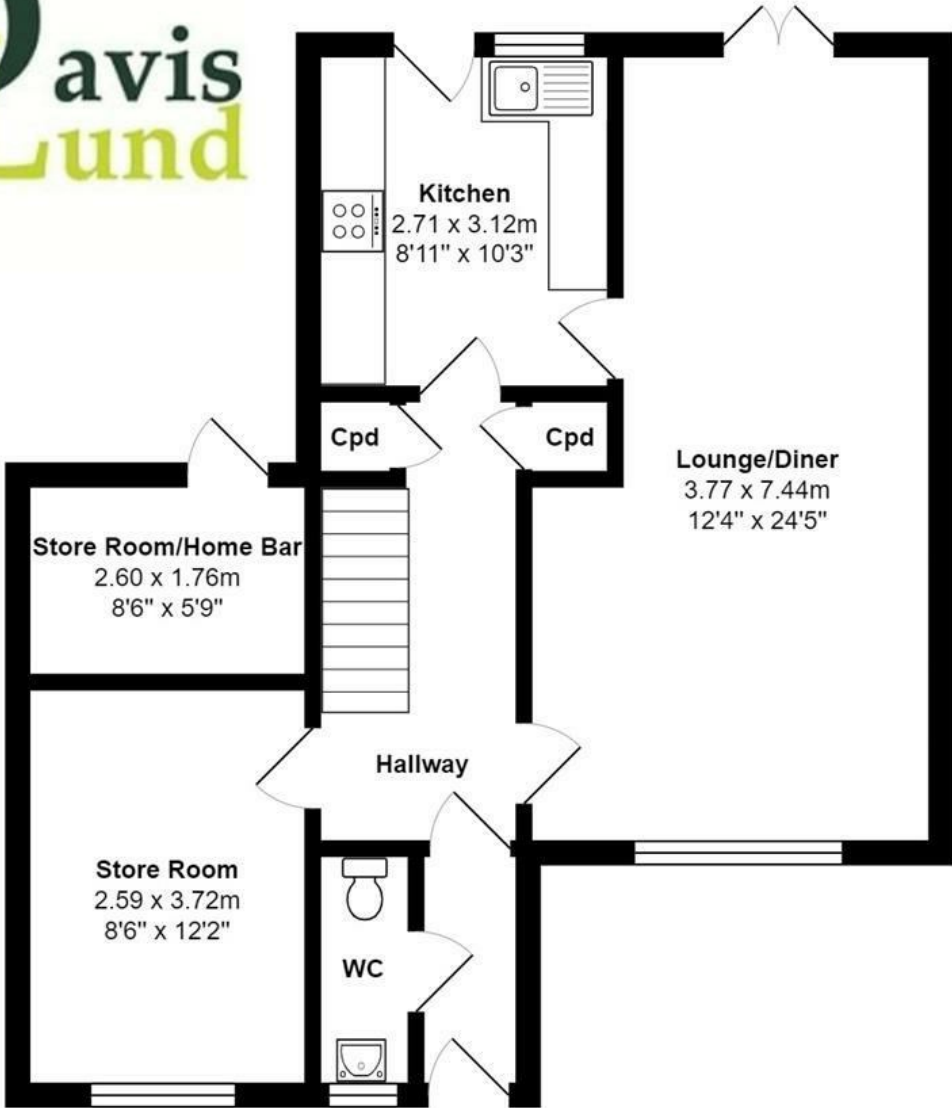 Davis
Lund
Kitchen
2.71 x 3.12m
8'11" x 10'3"
Cpd
Cpd
Lounge/Diner
3.77 x 7.44m
12'4" x 24'5"
Store Room/Home Bar
2.60 x 1.76m
8'6" x 5'9"
Hallway
Store Room
2.59 x 3.72m
8'6" x 12'2"
WC